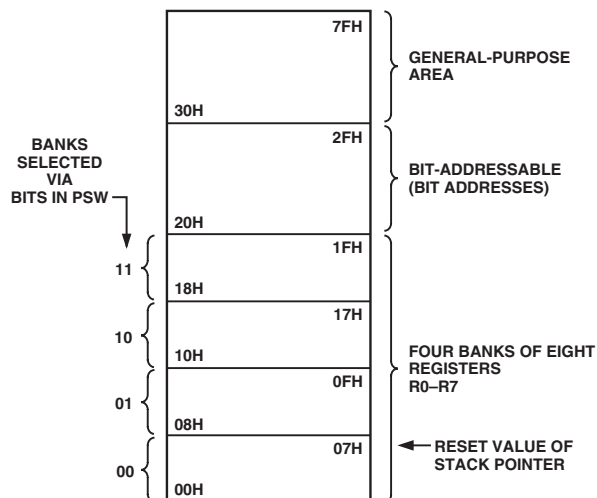 7FH
GENERAL-PURPOSE
AREA
30H
BANKS
SELECTED
VIA
BITS IN PSW
2FH
BIT-ADDRESSABLE
(BIT ADDRESSES)
20H
11
1FH
18H
10
17H
10H
FOUR BANKS OF EIGHT
REGISTERS
R0–R7
01
0FH
08H
00
07H
RESET VALUE OF
STACK POINTER
00H